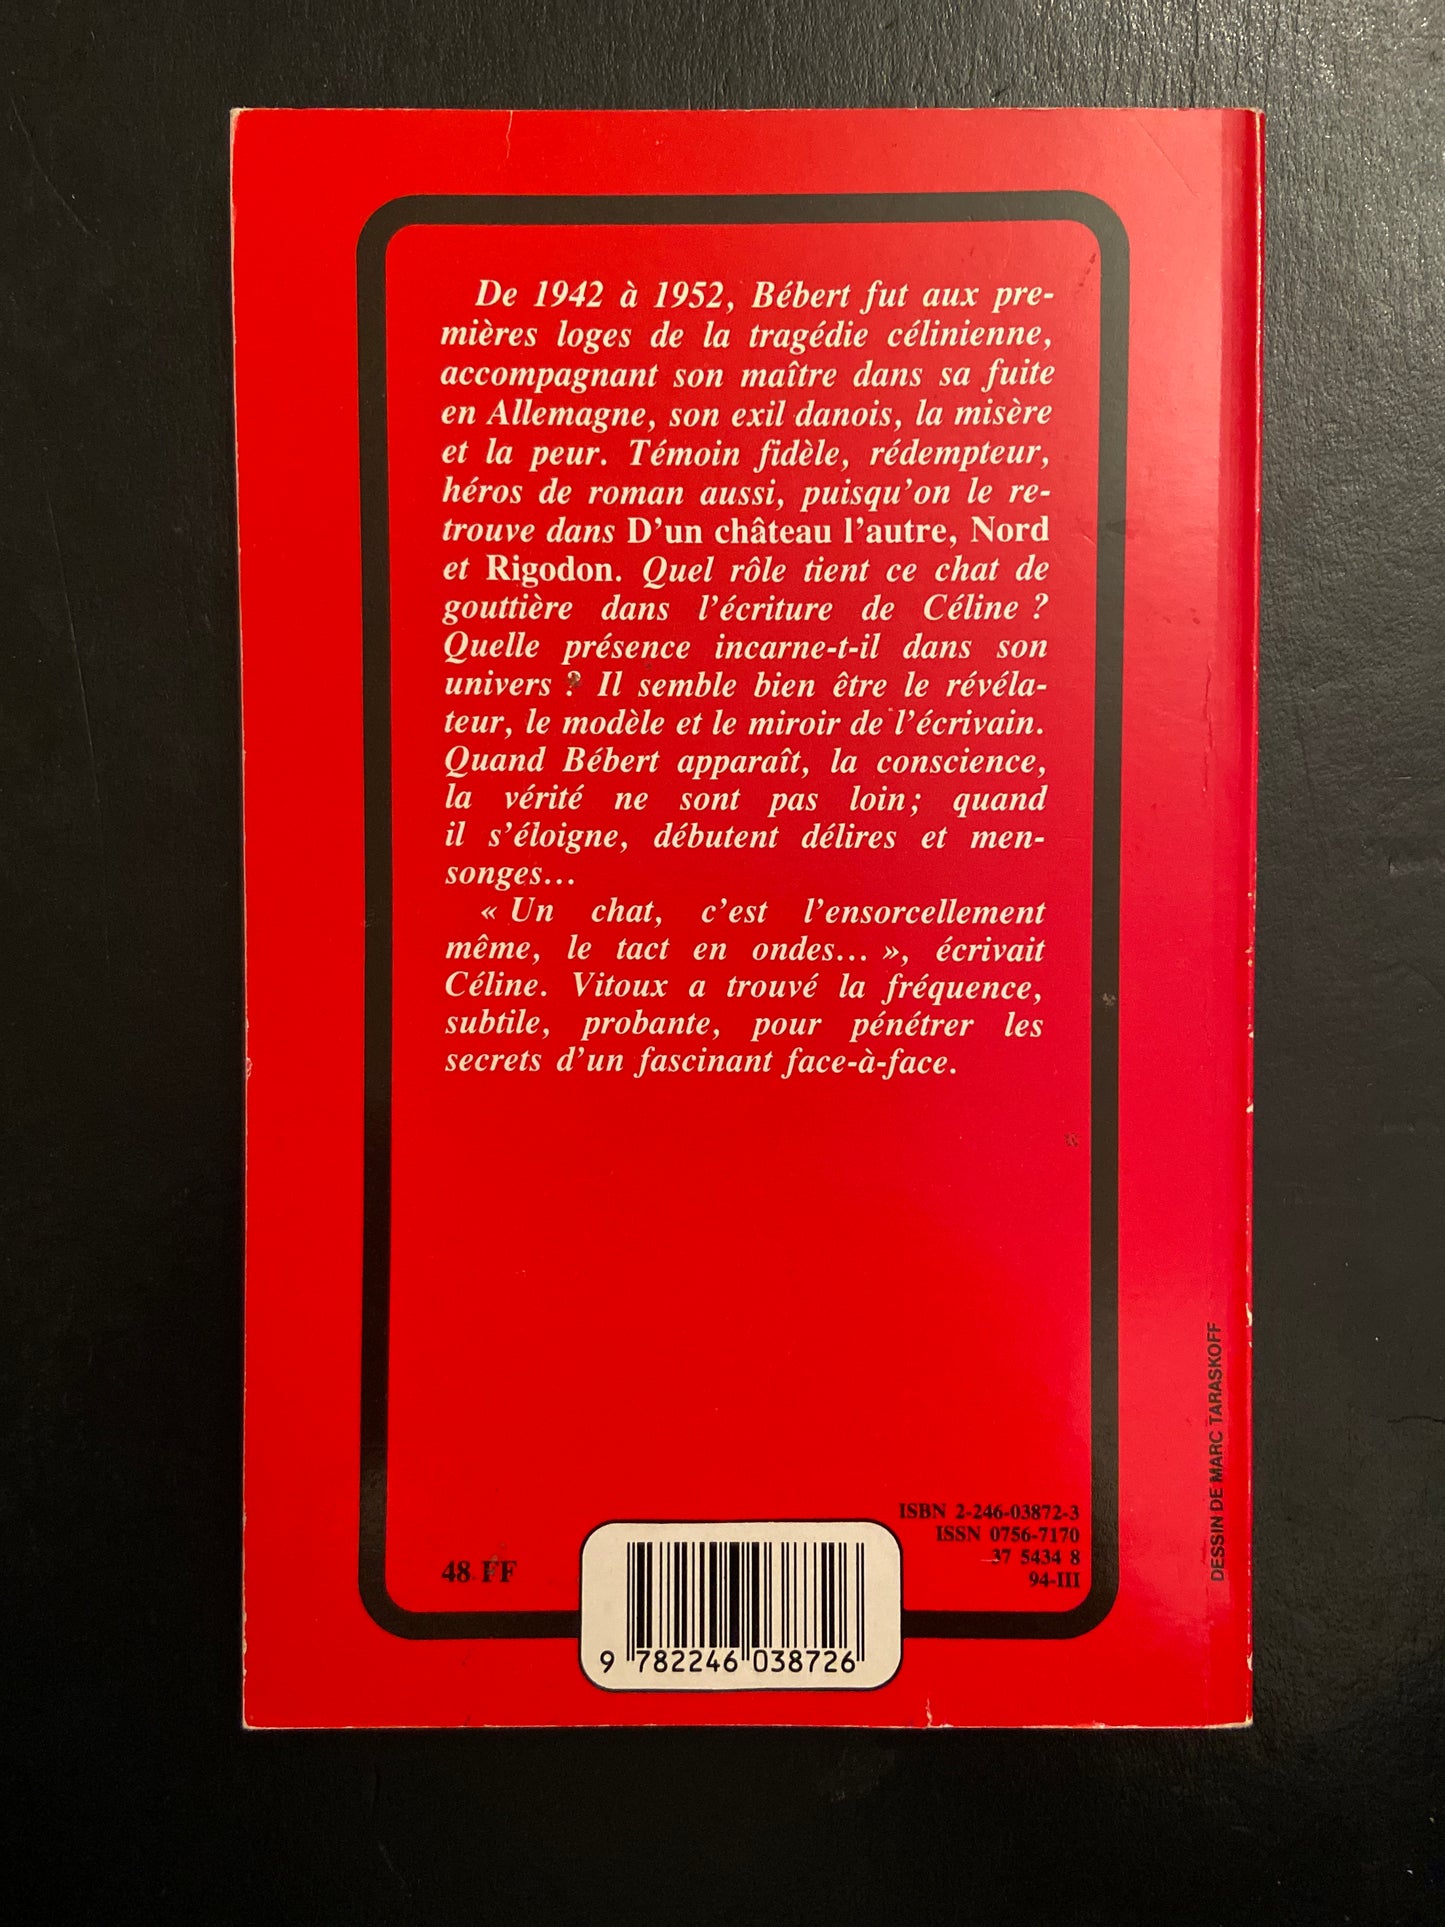 De 1942 à 1952, Bébert fut aux pre-
mières loges de la tragédie célinienne,
accompagnant son maître dans sa fuite
en Allemagne, son exil danois, la misère
et la peur. Témoin fidèle, rédempteur,
héros de roman aussi, puisqu'on le re-
trouve dans D'un château l'autre, Nord
et Rigodon. Quel rôle tient ce chat de
gouttière dans l'écriture de Céline ?
Quelle présence incarne-t-il dans son
univers ? Il semble bien être le révéla-
teur, le modèle et le miroir de l'écrivain.
Quand Bébert apparaît, la conscience,
la vérité ne sont pas loin ; quand
il s'éloigne, débutent délires et men-
songes...
« Un chat, c'est l'ensorcellement
même, le tact en ondes... », écrivait
Céline. Vitoux a trouvé la fréquence,
subtile, probante, pour pénétrer les
secrets d'un fascinant face-à-face.
DESSIN DE MARC TARASKOFF
ISBN 2-246-03872-3
ISSN 0756-7170
37 5434 8
94-III
48 FF
9 782246 038726